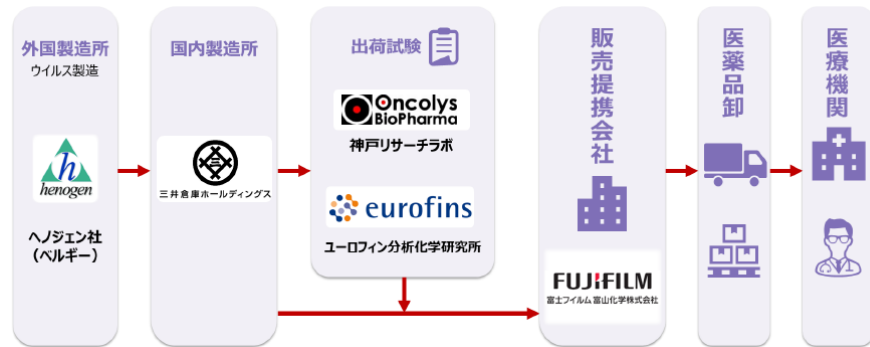 外国製造所
ウイルス製造
h
henogen
ヘノジェン社
(ベルギー)
国内製造所
三井倉庫ホールディングス
出荷試験
Oncolys
BioPharma
神戸リサーチラボ
eurofins
ユーロフィン分析化学研究所
販売提携会社
FUJIFILM
富士フイルム富山化学株式会社
医薬品卸
医療機関